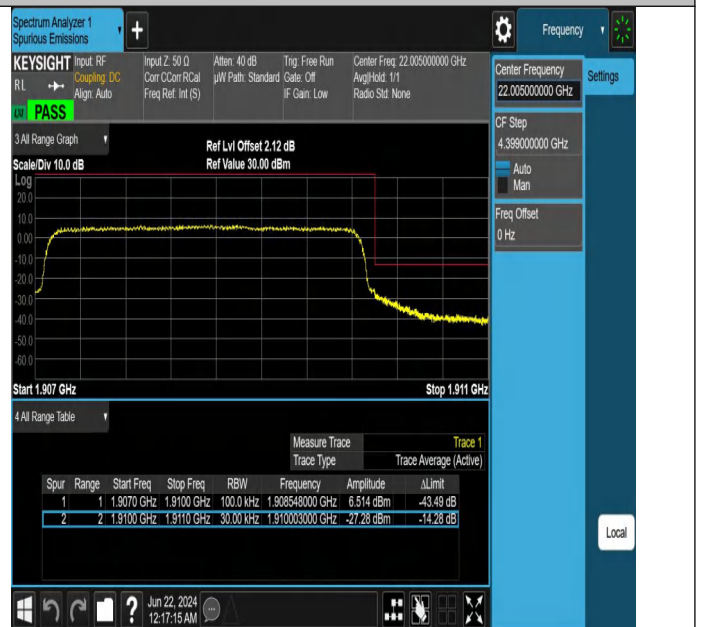 Spectrum Analyzer 1
Spurious Emissions
+
Frequency
KEYSIGHT Input: RF Input Z: 50 Ω Atten: 40 dB Trig: Free Run Center Freq: 22.005000000 GHz
RL Coupling: DC Corr CCorr RCal µW Path: Standard Gate: Off Avg|Hold: 1/1
Align: Auto Freq Ref: Int (S) IF Gain: Low Radio Std: None
LXI PASS
Center Frequency
22.005000000 GHz
Settings
CF Step
4.399000000 GHz
Auto
Man
Freq Offset
0 Hz
3 All Range Graph
Ref Lvl Offset 2.12 dB
Scale/Div 10.0 dB Ref Value 30.00 dBm
Log
20.0
10.0
0.00
-10.0
-20.0
-30.0
-40.0
-50.0
-60.0
Start 1.907 GHz Stop 1.911 GHz
4 All Range Table
Measure Trace Trace 1
Trace Type Trace Average (Active)
Spur Range Start Freq Stop Freq RBW Frequency Amplitude ΔLimit
1 1 1.9070 GHz 1.9100 GHz 100.0 kHz 1.908548000 GHz 6.514 dBm -43.49 dB
2 2 1.9100 GHz 1.9110 GHz 30.00 kHz 1.910003000 GHz -27.28 dBm -14.28 dB
Local
? Jun 22, 2024
12:17:15 AM